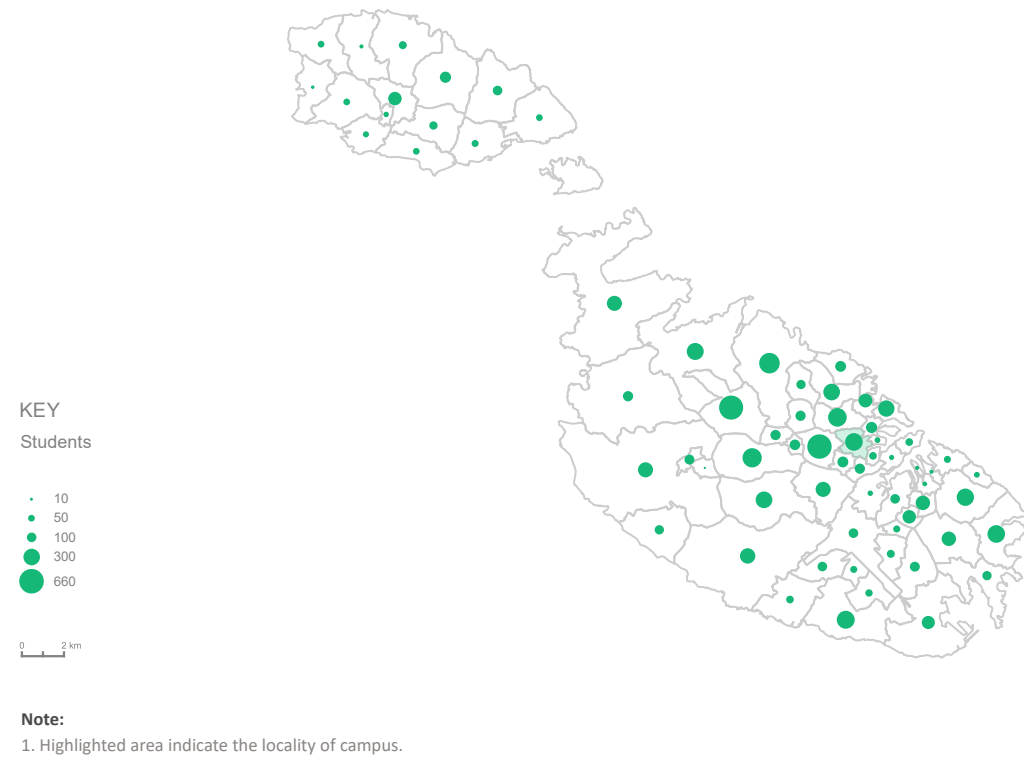 KEY
Students
10
50
100
300
660
0 2 km
Note:
1. Highlighted area indicate the locality of campus.